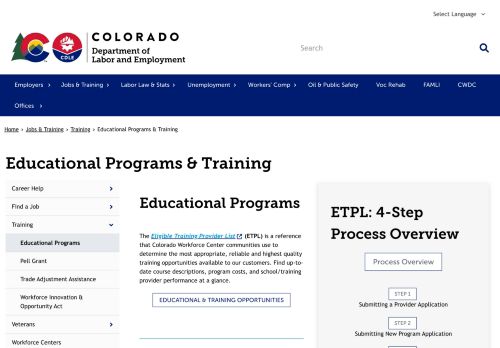 Select Language
COLORADO
Department of
Labor and Employment
CDLE
Search
Employers
Jobs & Training
Labor Law & Stats
Unemployment
Workers' Comp
Oil & Public Safety
Voc Rehab
FAMLI
CWDC
Offices
Home › Jobs & Training › Training › Educational Programs & Training
Educational Programs & Training
Career Help
Find a Job
Training
Educational Programs
Pell Grant
Trade Adjustment Assistance
Workforce Innovation &
Opportunity Act
Veterans
Workforce Centers
Educational Programs
The Eligible Training Provider List (ETPL) is a reference
that Colorado Workforce Center communities use to
determine the most appropriate, reliable and highest quality
training opportunities available to our customers. Find up-to-
date course descriptions, program costs, and school/training
provider performance at a glance.
EDUCATIONAL & TRAINING OPPORTUNITIES
ETPL: 4-Step
Process Overview
Process Overview
STEP 1
Submitting a Provider Application
STEP 2
Submitting New Program Application
STEP 3